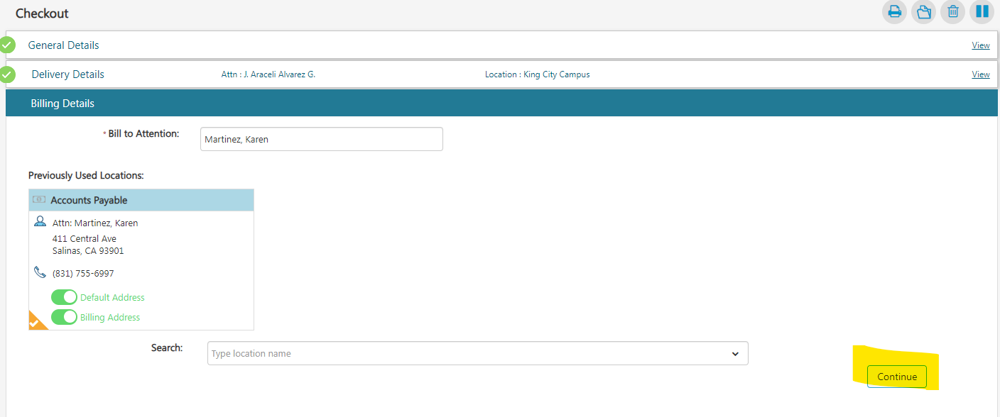 Checkout
General Details
View
Delivery Details
Attn : J. Araceli Alvarez G.
Location : King City Campus
View
Billing Details
* Bill to Attention:
Martinez, Karen
Previously Used Locations:
Accounts Payable
Attn: Martinez, Karen
411 Central Ave
Salinas, CA 93901
(831) 755-6997
Default Address
Billing Address
Search:
Type location name
Continue